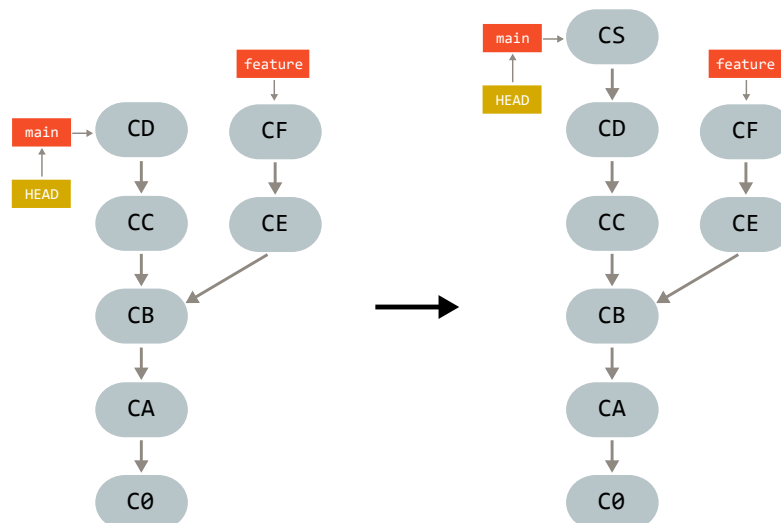 feature
main
HEAD
CD
CF
CC
CE
CB
CA
C0
main
HEAD
CS
feature
CD
CF
CC
CE
CB
CA
C0